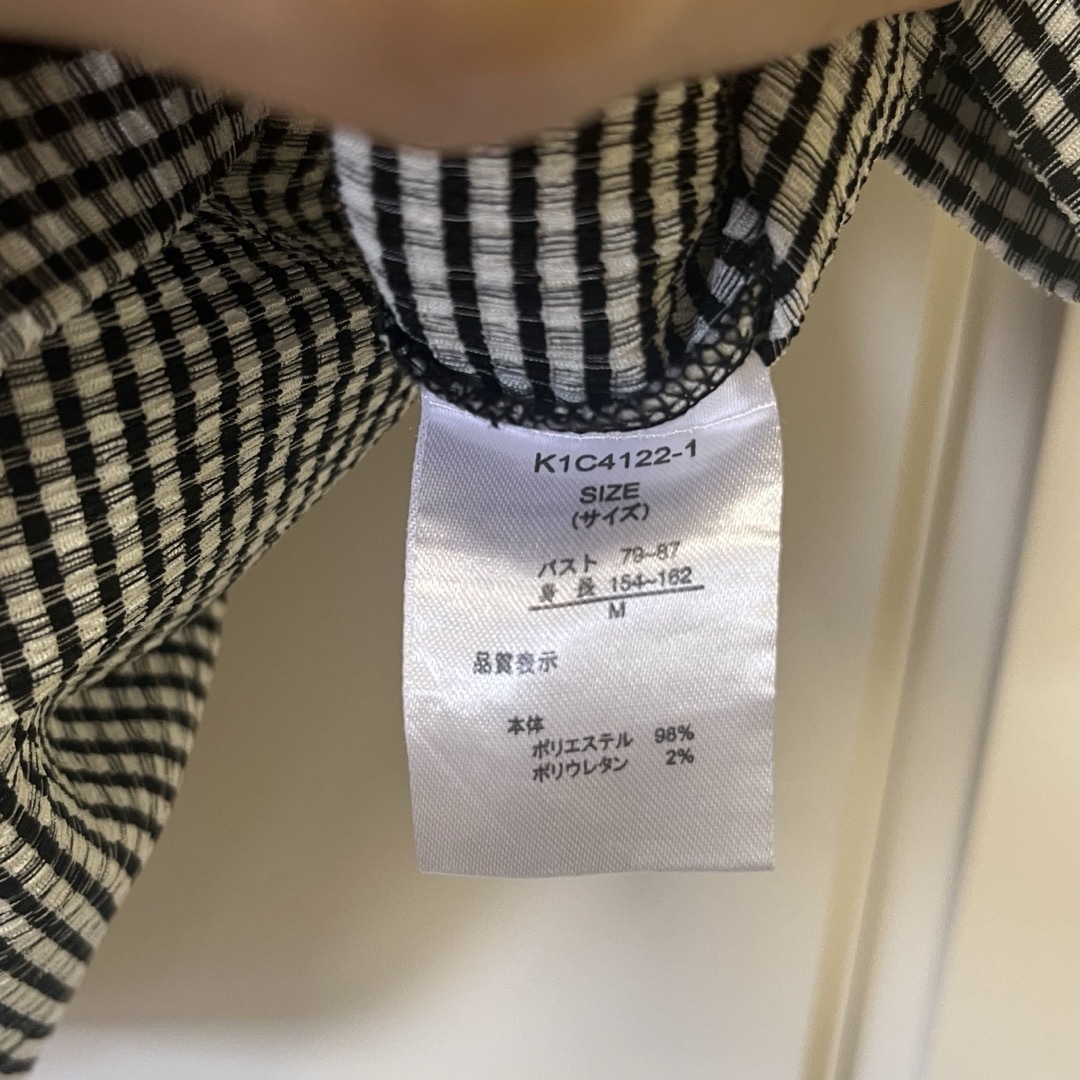 K1C4122-1
SIZE
(サイズ)
バスト 79~87
身 長 154~162
M
品質表示
本体
ポリエステル 98%
ポリウレタン 2%